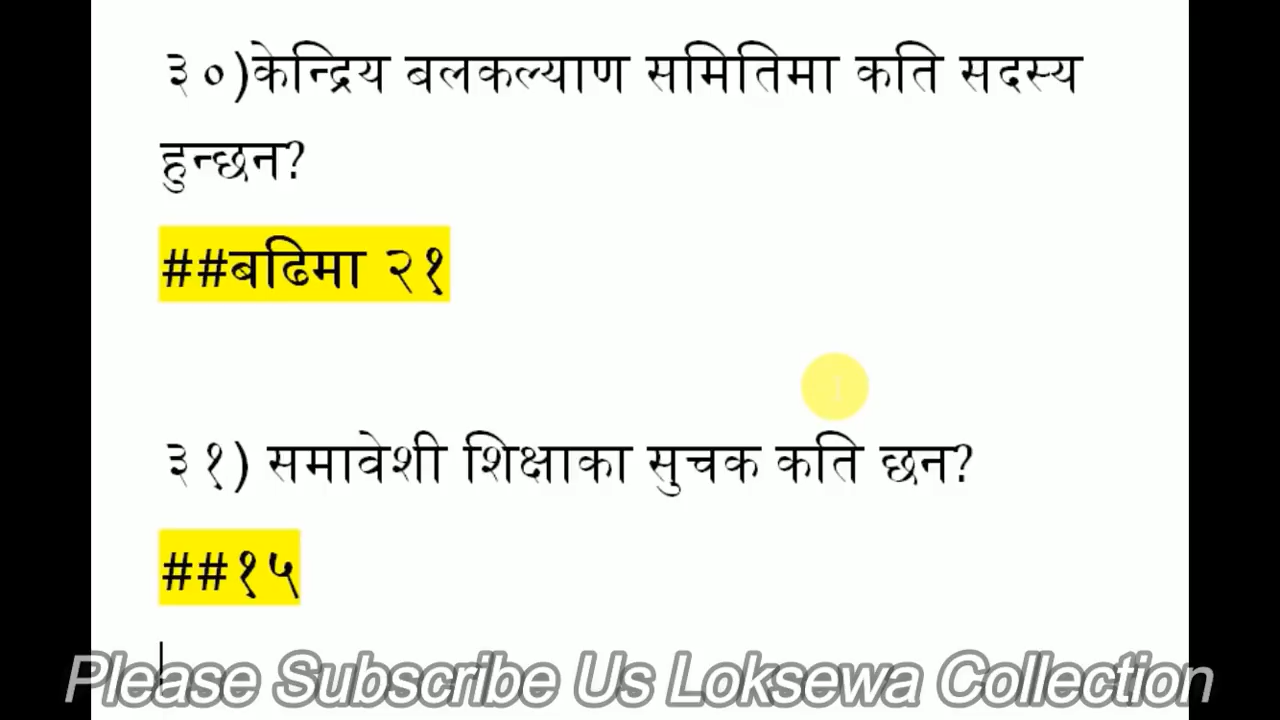 ३०)केन्द्रिय बलकल्याण समितिमा कति सदस्य
हुन्छन?
##बढिमा २१
३१) समावेशी शिक्षाका सुचक कति छन?
##१५
Please Subscribe Us Loksewa Collection